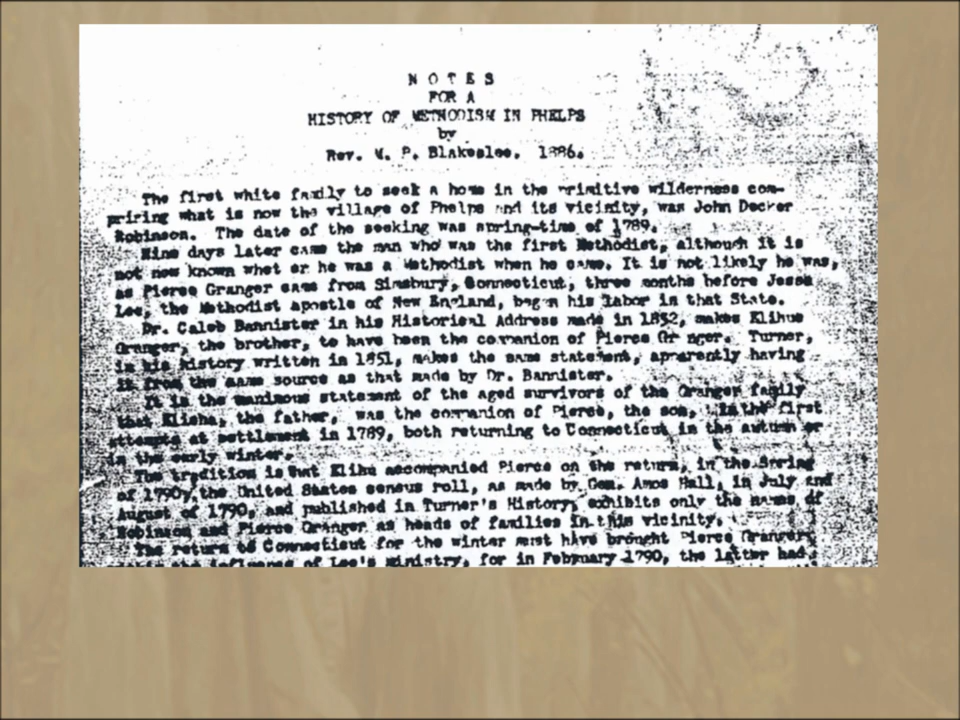 N O T E S
FOR A
HISTORY OF METHODISM IN PHELPS
by
Rev. M. P. Blakeslee. 1886.
The first white family to seek a home in the primitive wilderness com-
prizing what is now the village of Phelps and its vicinity, was John Decker
Robinson. The date of the seeking was spring-time of 1789.
Nine days later came the man who was the first Methodist, although it is
not now known whet er he was a Methodist when he came. It is not likely he was,
as Pierce Granger came from Simsbury, Connecticut, three months before Jesse
Lee, the Methodist apostle of New England, began his labor in that State.
Dr. Caleb Bannister in his Historical Address made in 1852, makes Elihue
Granger, the brother, to have been the companion of Pierce Gr nger. Turner,
in his history written in 1851, makes the same statement, apparently having
it from the same source as that made by Dr. Bannister.
It is the unanimous statement of the aged survivors of the Granger family
that Elisha, the father, was the companion of Pierce, the son, in the first
attempts at settlement in 1789, both returning to Connecticut in the autumn or
in the early winter.
The tradition is that Elihu accompanied Pierce on the return, in the Spring
of 1790, the United States census roll, as made by Gen. Amos Hall, in July and
August of 1790, and published in Turner's History, exhibits only the names of
Robinson and Pierce Granger as heads of families in this vicinity.
The return to Connecticut for the winter must have brought Pierce Granger
the influence of Lee's ministry, for in February 1790, the latter had